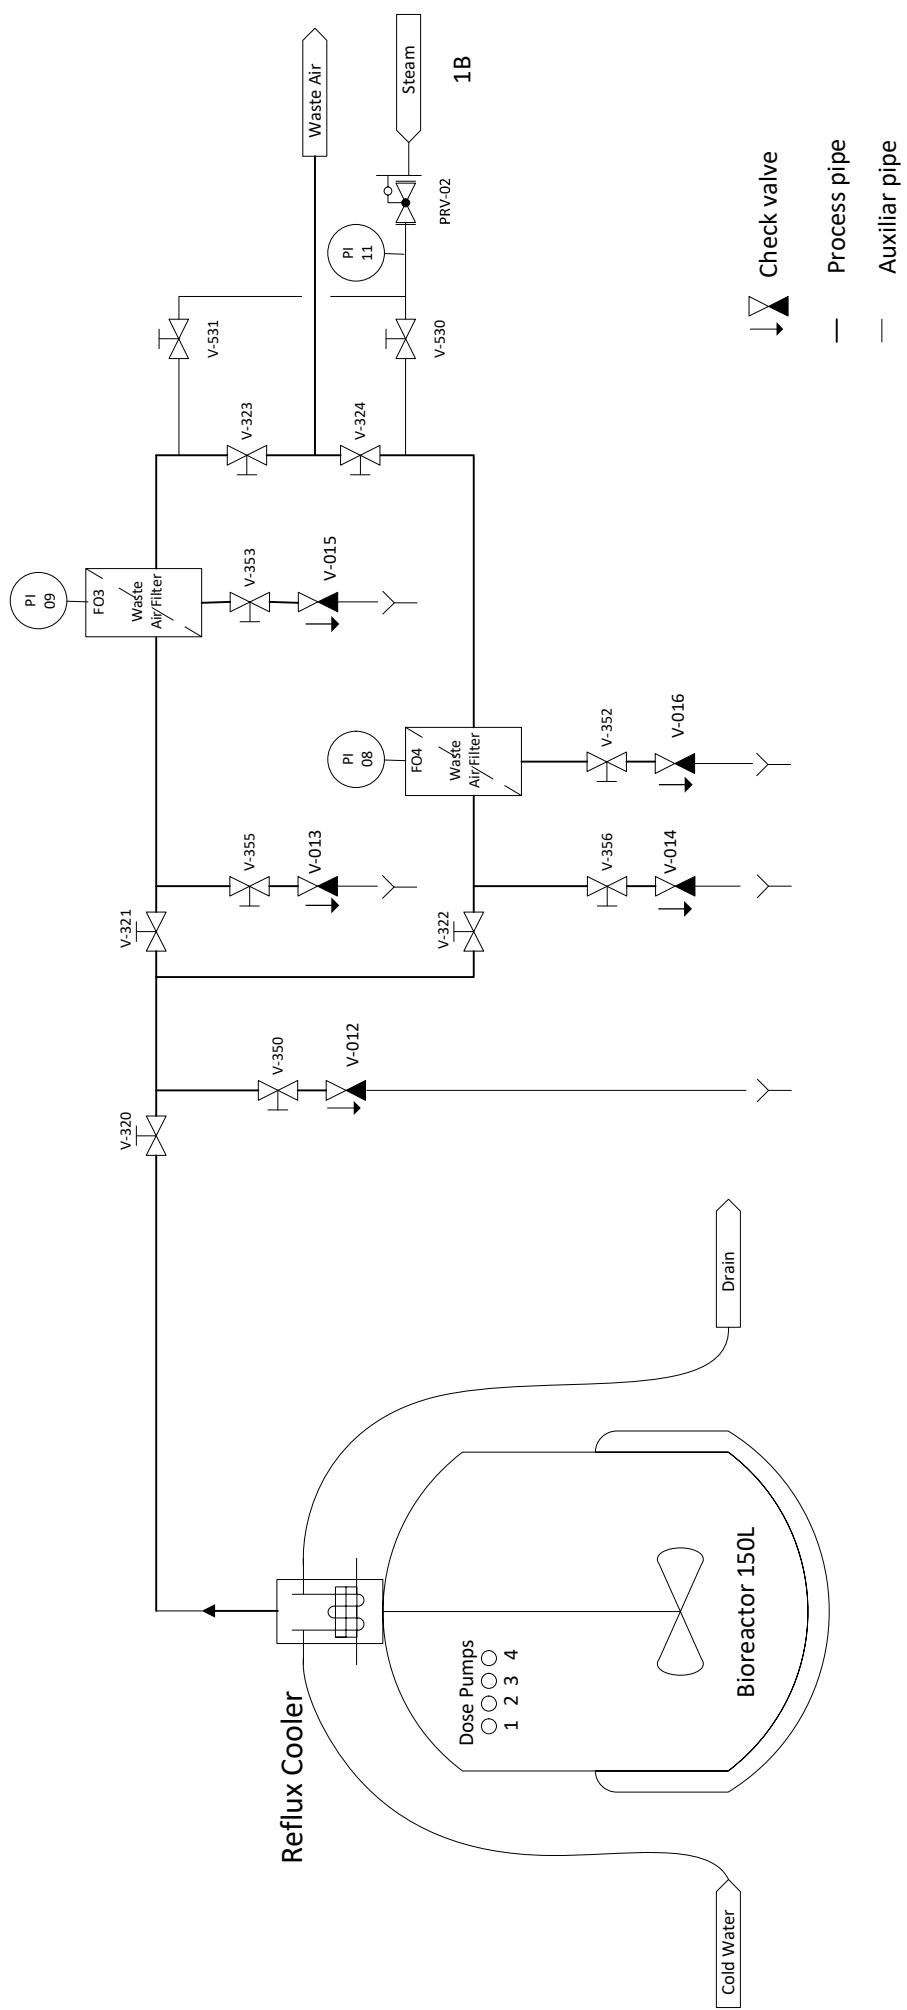 Cold Water
Reflux Cooler
Dose Pumps
1 2 3 4
Bioreactor 150L
Drain
V-320
V-350
V-012
V-321
V-355
V-013
V-322
V-356
V-014
PI
09
FO3
Waste
Air/Filter
V-353
V-015
PI
08
FO4
Waste
Air/Filter
V-352
V-016
V-323
V-324
V-531
V-530
PI
11
PRV-02
Waste Air
Steam
1B
Check valve
Process pipe
Auxiliar pipe